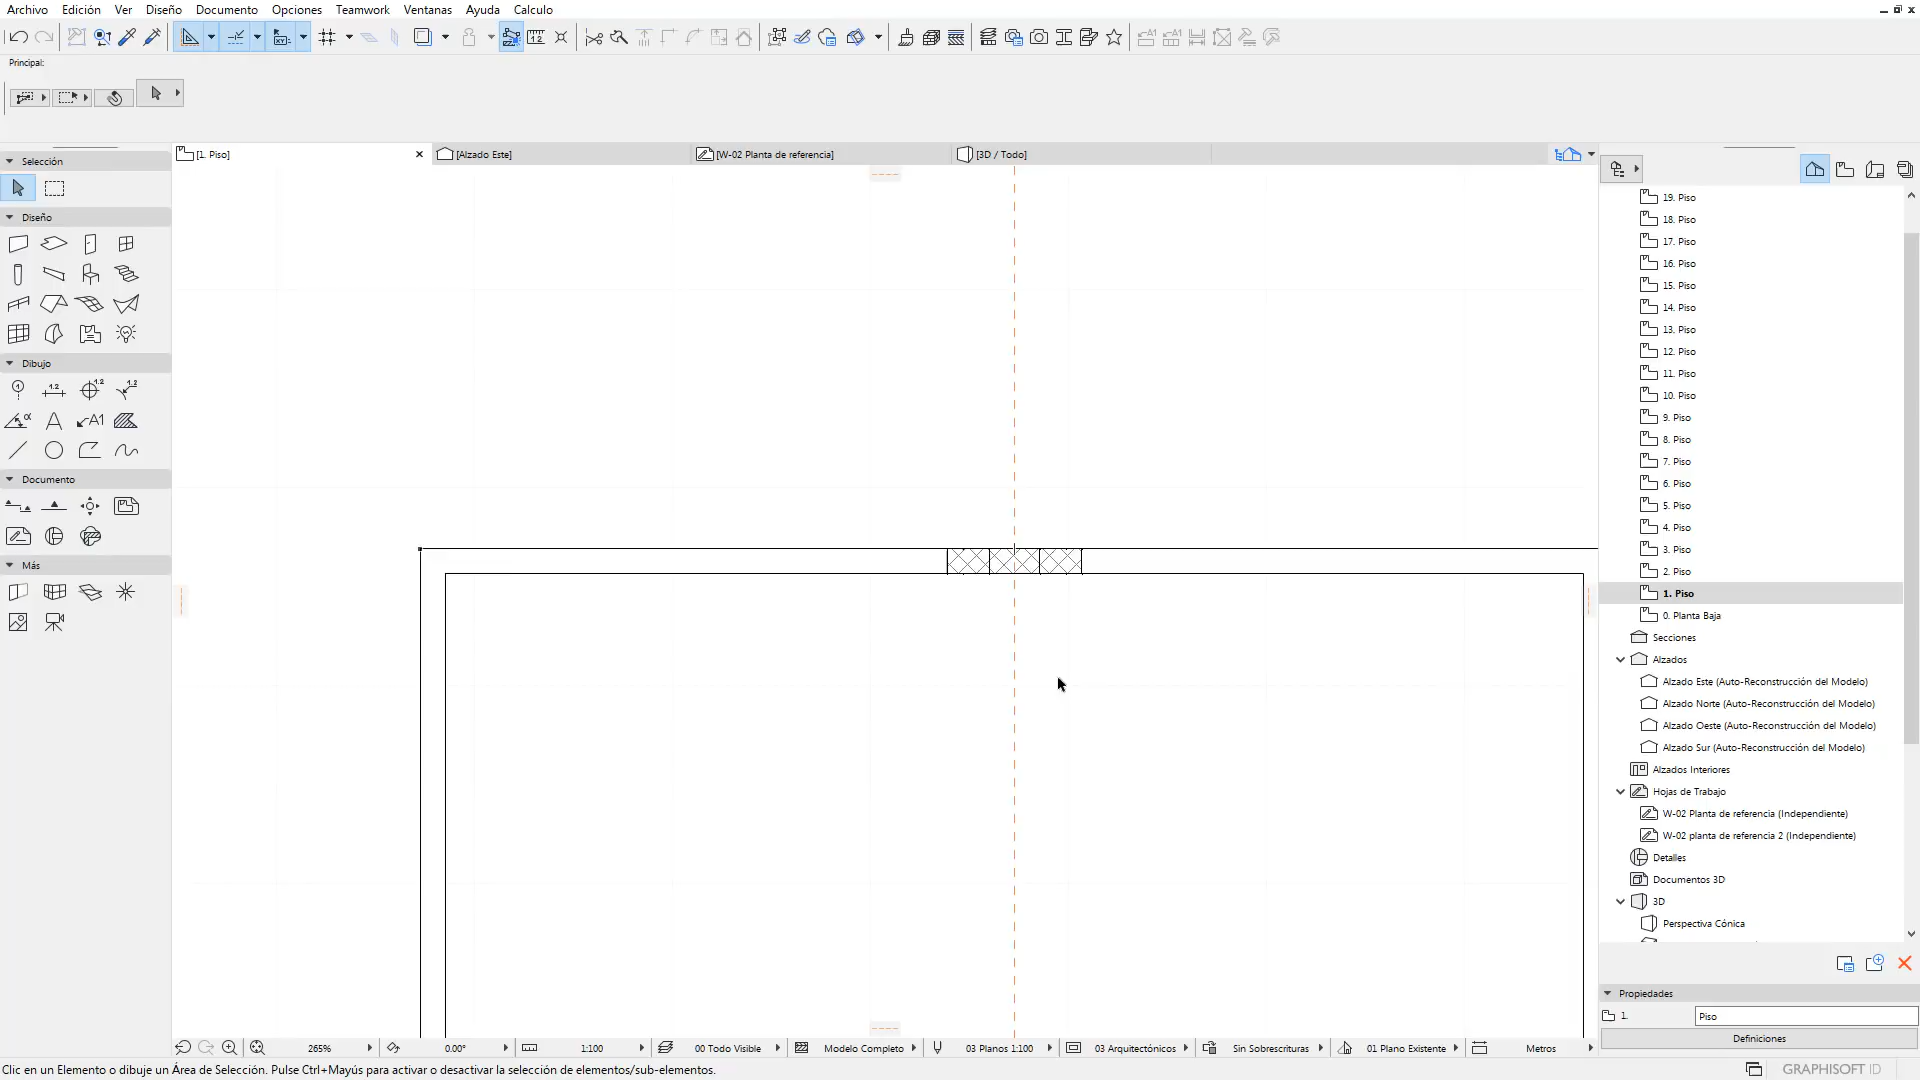 Archivo Edición Ver Diseño Documento Opciones Teamwork Ventanas Ayuda Calculo
Principal:
[1. Piso] [Alzado Este] [W-02 Planta de referencia] [3D / Todo]
Selección
Diseño
Dibujo
Documento
Más
19. Piso
18. Piso
17. Piso
16. Piso
15. Piso
14. Piso
13. Piso
12. Piso
11. Piso
10. Piso
9. Piso
8. Piso
7. Piso
6. Piso
5. Piso
4. Piso
3. Piso
2. Piso
1. Piso
0. Planta Baja
Secciones
Alzados
Alzado Este (Auto-Reconstrucción del Modelo)
Alzado Norte (Auto-Reconstrucción del Modelo)
Alzado Oeste (Auto-Reconstrucción del Modelo)
Alzado Sur (Auto-Reconstrucción del Modelo)
Alzados Interiores
Hojas de Trabajo
W-02 Planta de referencia (Independiente)
W-02 planta de referencia 2 (Independiente)
Detalles
Documentos 3D
3D
Perspectiva Cónica
Propiedades
1. Piso
Definiciones
265% 0.00° 1:100 00 Todo Visible Modelo Completo 03 Planos 1:100 03 Arquitectónicos Sin Sobrescrituras 01 Plano Existente Metros
Clic en un Elemento o dibuje un Área de Selección. Pulse Ctrl+Mayús para activar o desactivar la selección de elementos/sub-elementos.
GRAPHISOFT ID